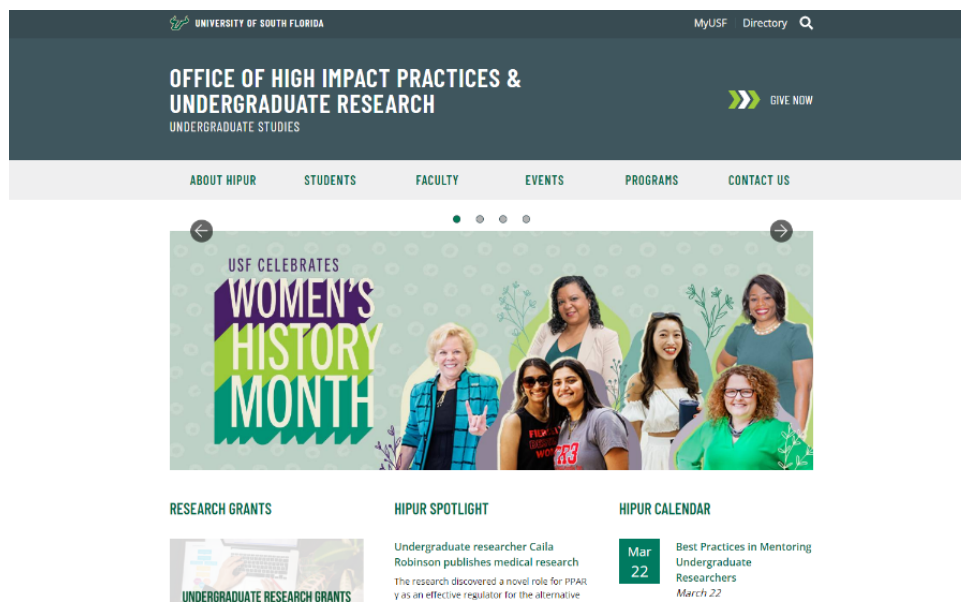 UNIVERSITY OF SOUTH FLORIDA
MyUSF Directory
OFFICE OF HIGH IMPACT PRACTICES &
UNDERGRADUATE RESEARCH
UNDERGRADUATE STUDIES
GIVE NOW
ABOUT HIPUR STUDENTS FACULTY EVENTS PROGRAMS CONTACT US
USF CELEBRATES
WOMEN'S
HISTORY
MONTH
RESEARCH GRANTS
UNDERGRADUATE RESEARCH GRANTS
HIPUR SPOTLIGHT
Undergraduate researcher Caila
Robinson publishes medical research
The research discovered a novel role for PPAR
y as an effective regulator for the alternative
HIPUR CALENDAR
Mar
22
Best Practices in Mentoring
Undergraduate
Researchers
March 22